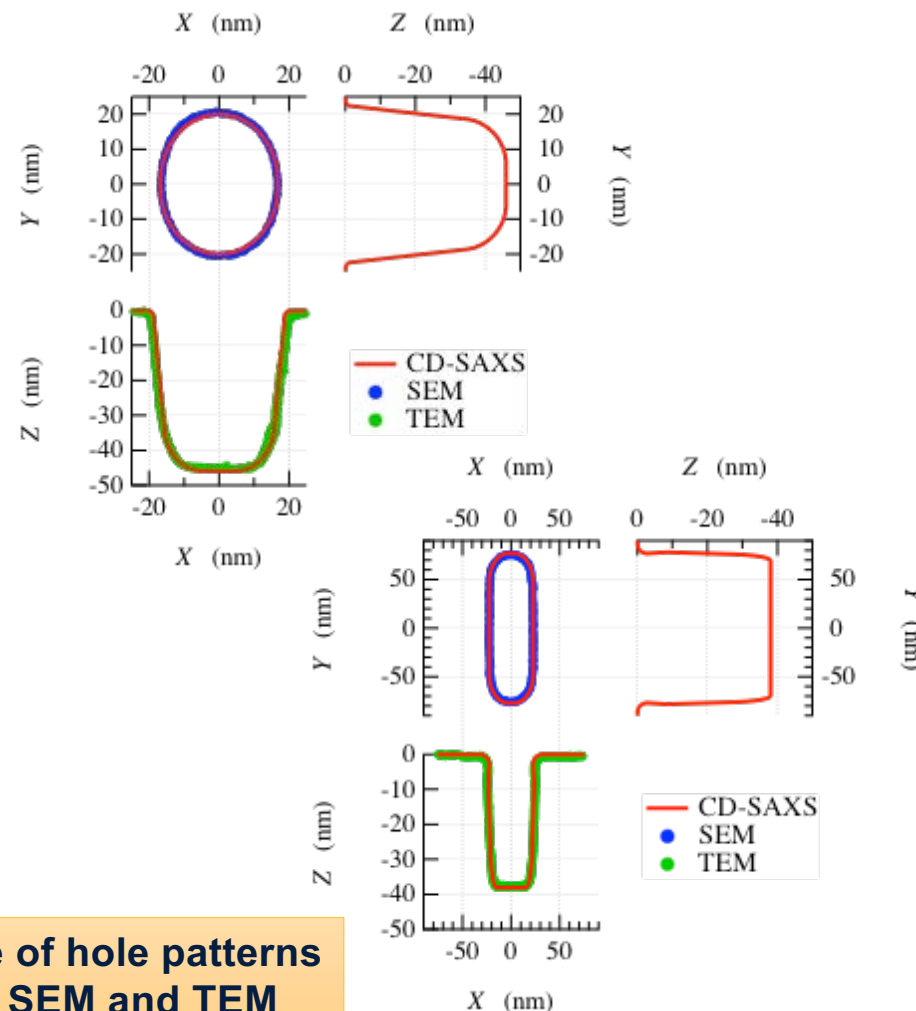 X (nm)
Z (nm)
-20 0 20
0 -20 -40
20
10
0
-10
-20
Y (nm)
20
10
0
-10
-20
Y (nm)
0
-10
-20
-30
-40
-50
Z (nm)
-20 0 20
X (nm)
CD-SAXS
SEM
TEM
X (nm)
Z (nm)
-50 0 50
0 -20 -40
50
0
-50
Y (nm)
50
0
-50
0
-10
-20
-30
-40
-50
Z (nm)
-50 0 50
X (nm)
CD-SAXS
SEM
TEM
of hole patterns
SEM and TEM